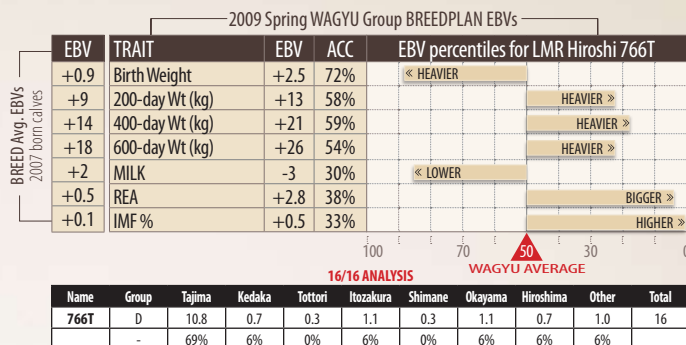 2009 Spring WAGYU Group BREEDPLAN EBVs
EBV TRAIT EBV ACC EBV percentiles for LMR Hiroshi 766T
BREED Avg. EBVs
2007 born calves
+0.9 Birth Weight +2.5 72% « HEAVIER
+9 200-day Wt (kg) +13 58% HEAVIER »
+14 400-day Wt (kg) +21 59% HEAVIER »
+18 600-day Wt (kg) +26 54% HEAVIER »
+2 MILK -3 30% « LOWER
+0.5 REA +2.8 38% BIGGER »
+0.1 IMF % +0.5 33% HIGHER »
100 70 50 30 0
WAGYU AVERAGE
16/16 ANALYSIS
Name Group Tajima Kedaka Tottori Itozakura Shimane Okayama Hiroshima Other Total
766T D 10.8 0.7 0.3 1.1 0.3 1.1 0.7 1.0 16
- 69% 6% 0% 6% 0% 6% 6% 6%